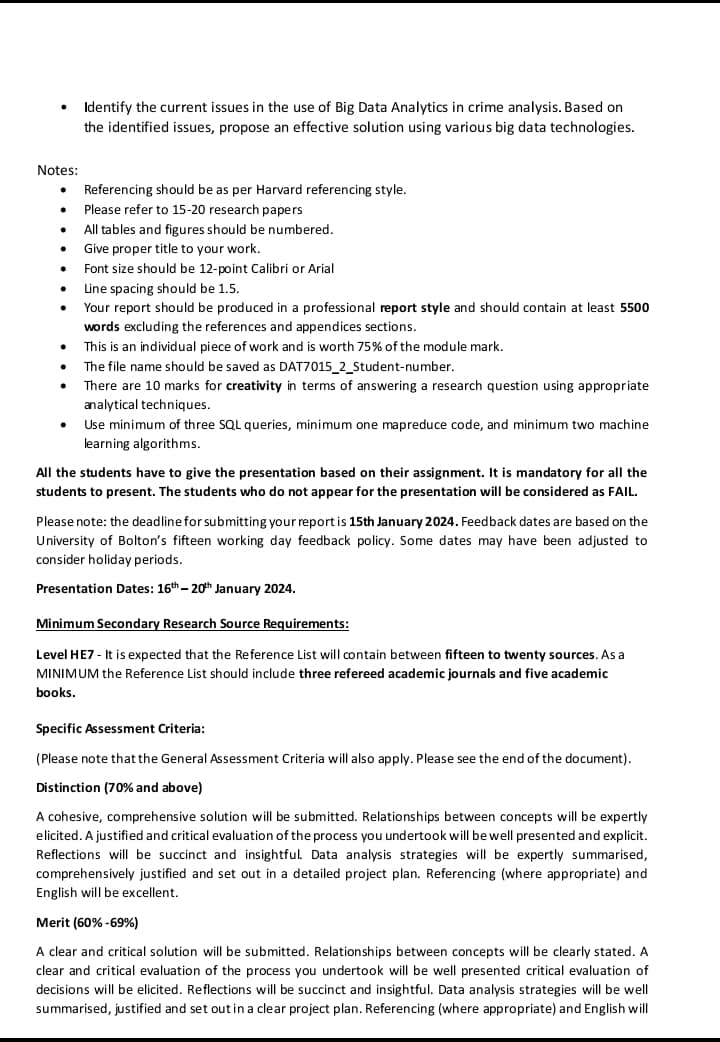 • Identify the current issues in the use of Big Data Analytics in crime analysis. Based on
the identified issues, propose an effective solution using various big data technologies.
Notes:
• Referencing should be as per Harvard referencing style.
• Please refer to 15-20 research papers
• All tables and figures should be numbered.
• Give proper title to your work.
• Font size should be 12-point Calibri or Arial
• Line spacing should be 1.5.
• Your report should be produced in a professional report style and should contain at least 5500
words excluding the references and appendices sections.
• This is an individual piece of work and is worth 75% of the module mark.
• The file name should be saved as DAT7015_2_Student-number.
• There are 10 marks for creativity in terms of answering a research question using appropriate
analytical techniques.
• Use minimum of three SQL queries, minimum one mapreduce code, and minimum two machine
learning algorithms.
All the students have to give the presentation based on their assignment. It is mandatory for all the
students to present. The students who do not appear for the presentation will be considered as FAIL.
Please note: the deadline for submitting your report is 15th January 2024. Feedback dates are based on the
University of Bolton's fifteen working day feedback policy. Some dates may have been adjusted to
consider holiday periods.
Presentation Dates: 16th – 20th January 2024.
Minimum Secondary Research Source Requirements:
Level HE7 - It is expected that the Reference List will contain between fifteen to twenty sources. As a
MINIMUM the Reference List should include three refereed academic journals and five academic
books.
Specific Assessment Criteria:
(Please note that the General Assessment Criteria will also apply. Please see the end of the document).
Distinction (70% and above)
A cohesive, comprehensive solution will be submitted. Relationships between concepts will be expertly
elicited. A justified and critical evaluation of the process you undertook will be well presented and explicit.
Reflections will be succinct and insightful. Data analysis strategies will be expertly summarised,
comprehensively justified and set out in a detailed project plan. Referencing (where appropriate) and
English will be excellent.
Merit (60% -69%)
A clear and critical solution will be submitted. Relationships between concepts will be clearly stated. A
clear and critical evaluation of the process you undertook will be well presented critical evaluation of
decisions will be elicited. Reflections will be succinct and insightful. Data analysis strategies will be well
summarised, justified and set out in a clear project plan. Referencing (where appropriate) and English will